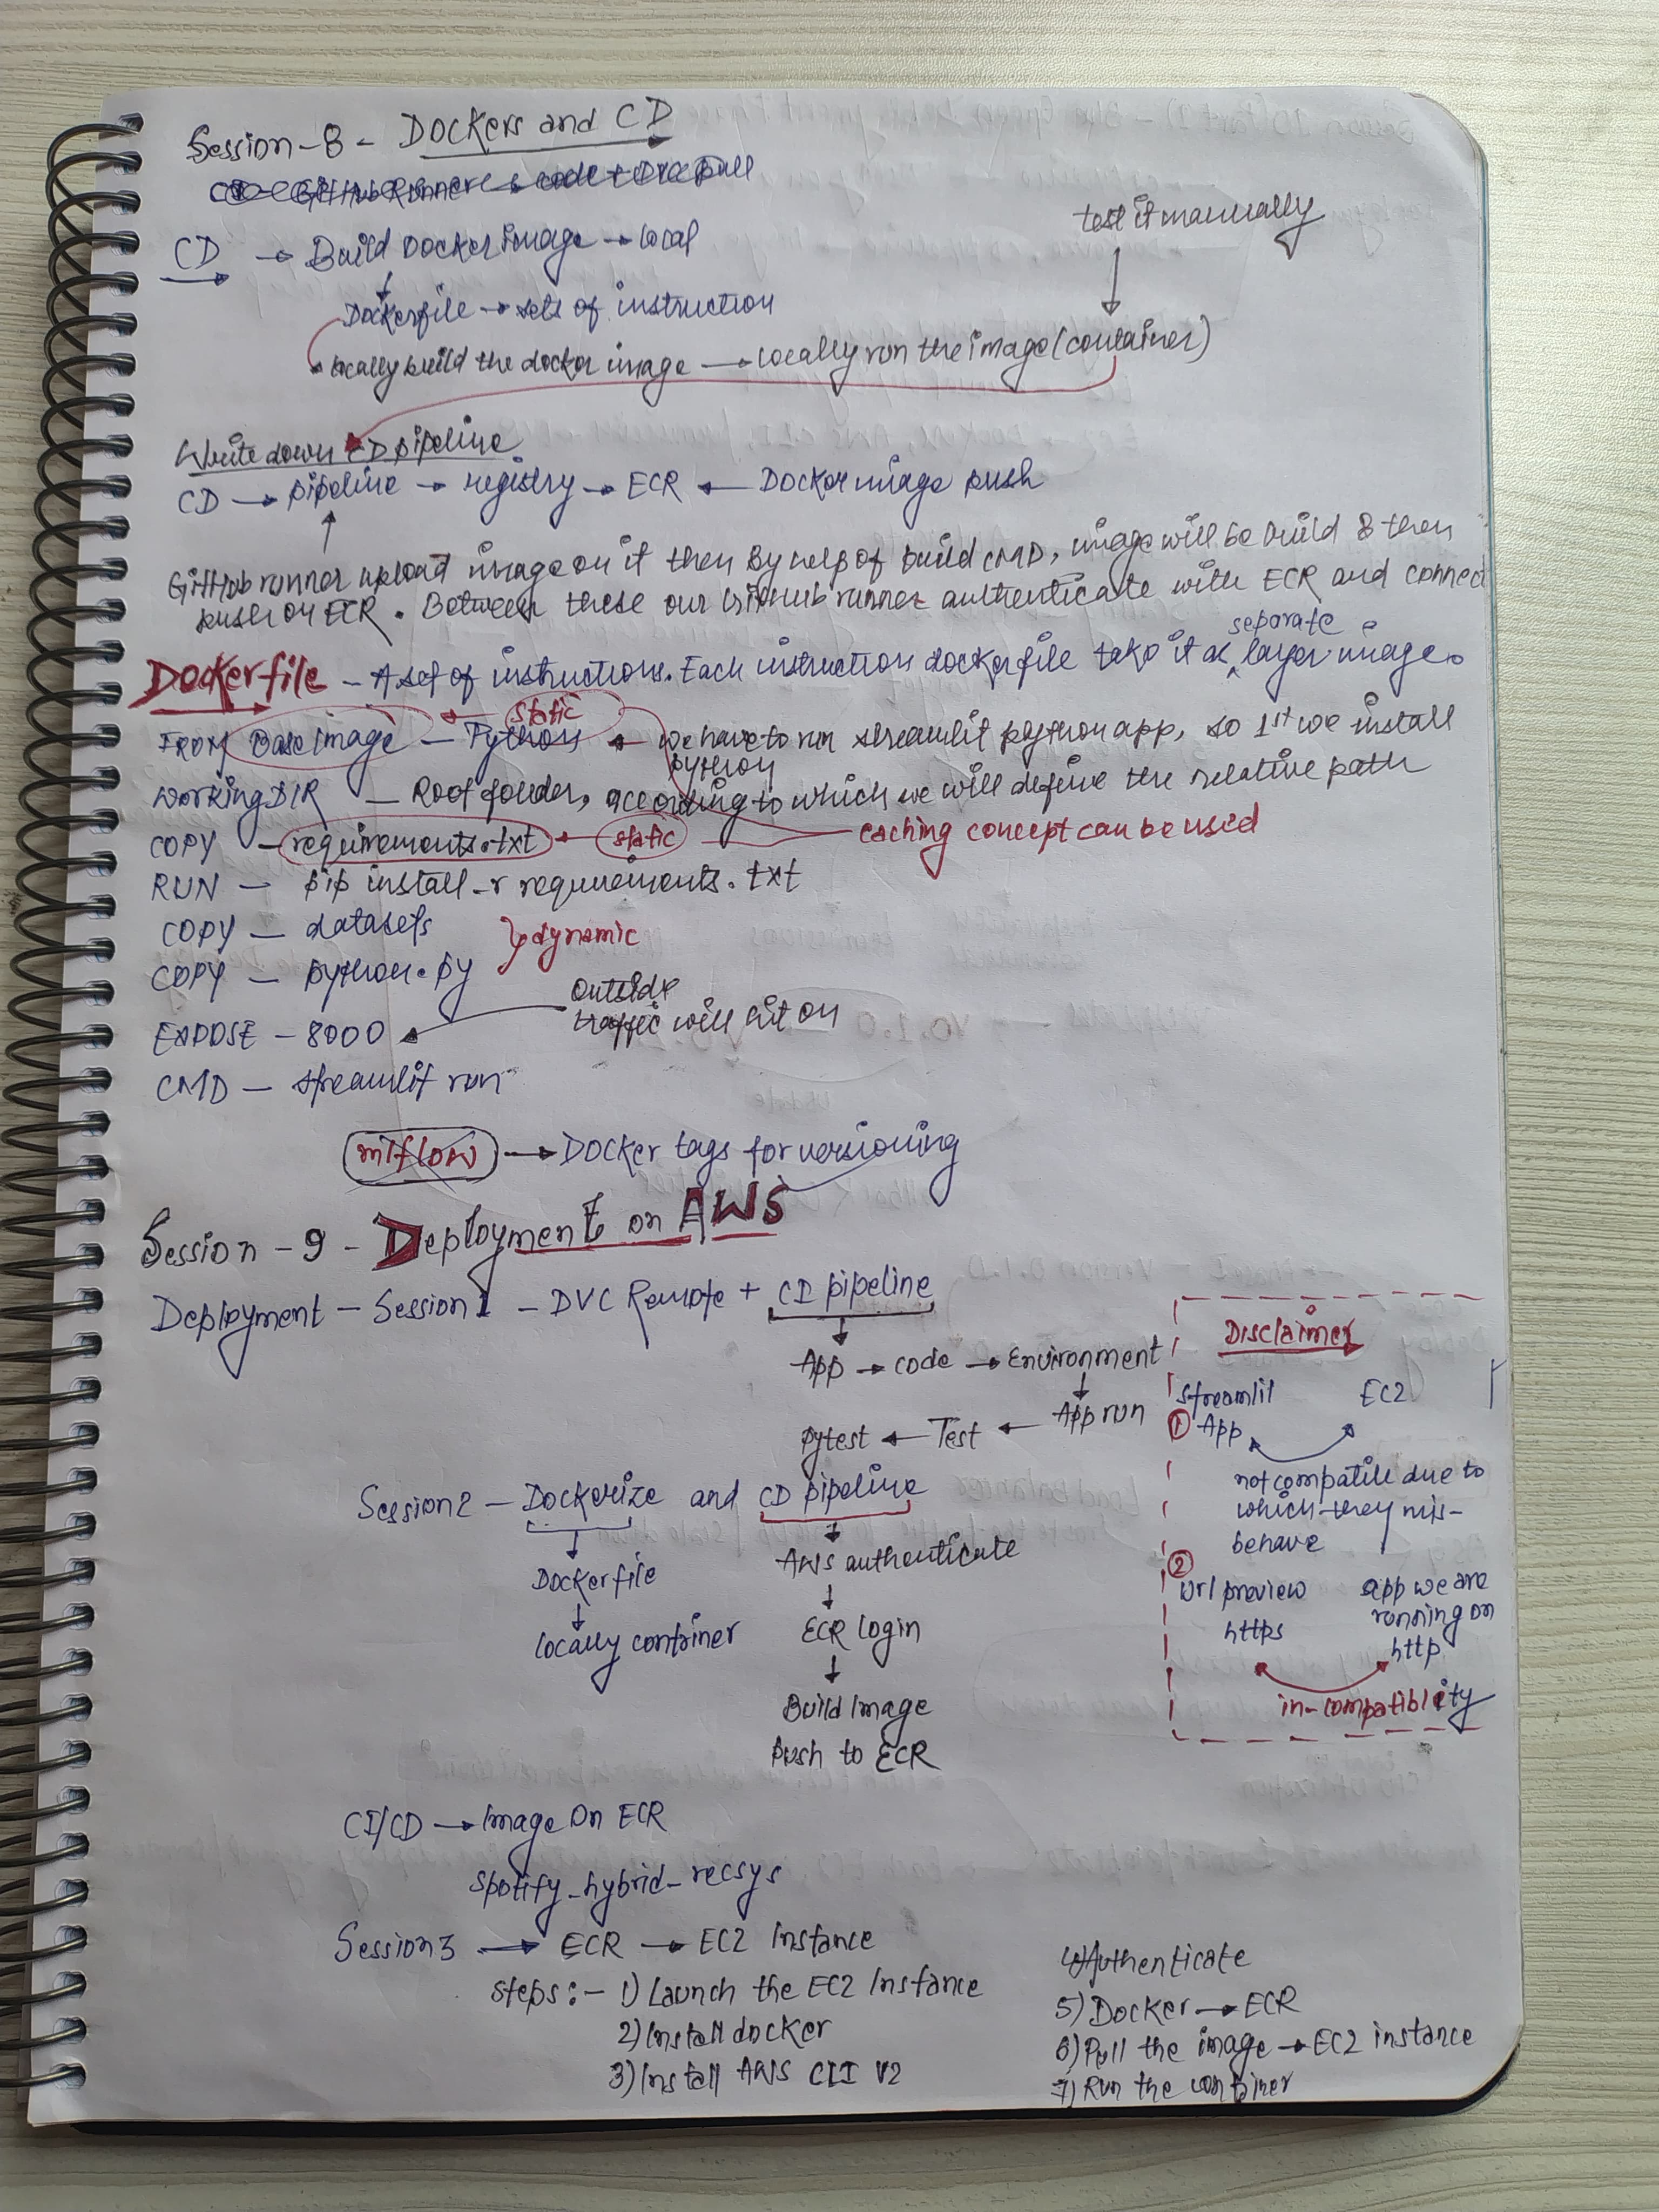 Session-8 - Dockers and CD
CD → Build Docker image → local
test it manually
Dockerfile → sets of instruction
locally build the docker image → locally run the image (container)
Write down CD pipeline
CD → pipeline → registry → ECR ← Docker image push
GitHub runner upload image on it then By help of build CMD, image will be build & then
push on ECR. Between these our GitHub runner authenticate with ECR and connect
separate
Dockerfile - A set of instructions. Each instruction dockerfile take it as layer image.
static
FROM Base image - Python ← we have to run streamlit python app, so 1st we install
python
WORKINGDIR - Root folder, according to which we will define the relative path
COPY - requirements.txt ← static caching concept can be used
RUN - pip install -r requirements.txt
COPY - datasets
} dynamic
COPY - python.py
outside
traffic will hit on
EXPOSE - 8000
CMD - streamlit run
mlflow → Docker tags for versioning
Session - 9 - Deployment on AWS
Deployment - Session 1 - DVC Remote + CI pipeline
App → code → Environment
App run
pytest ← Test ←
Disclaimer
Streamlit EC2
① App
not compatible due to
which they mis-
behave
②
Url preview app we are
https running on
http
in-compatiblity
Session 2 - Dockerize and CD pipeline
Dockerfile AWS authenticate
locally container ECR login
Build Image
push to ECR
CI/CD → Image On ECR
spotify_hybrid_recsys
Session 3 → ECR → EC2 Instance
steps:- 1) Launch the EC2 Instance
2) Install docker
3) Install AWS CLI V2
4) Authenticate
5) Docker → ECR
6) Pull the image → EC2 instance
7) Run the container